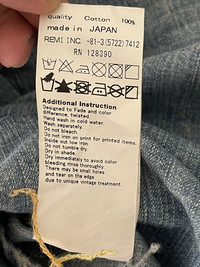 quality Cotton 100%
made in JAPAN
REMI INC. +81-3(5722)7412
RN 128390
Additional Instruction
Designed to Fade and color
difference, twisted.
Hand wash in cold water.
Wash separately.
Do not bleach.
Do not iron on print for printed items.
Inside out low iron
Do not tumble dry.
Dry in shade.
Dry immediately to avoid color
bleeding rinse thoroughly.
There may be small holes
and tear on the edge
due to unique vintage treatment.